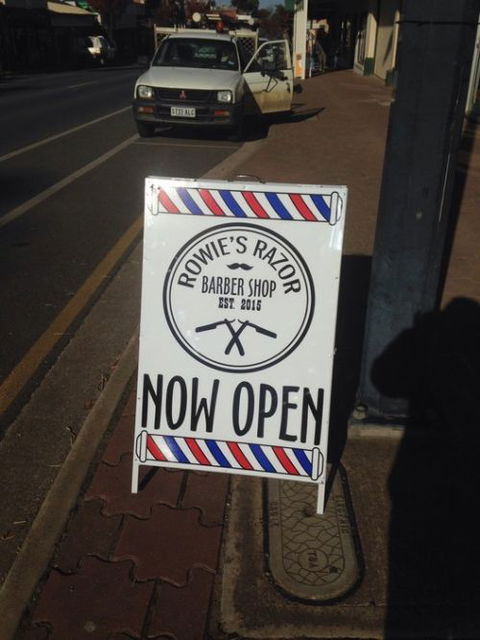 ROWIE'S RAZOR
BARBER SHOP
EST. 2015
NOW OPEN